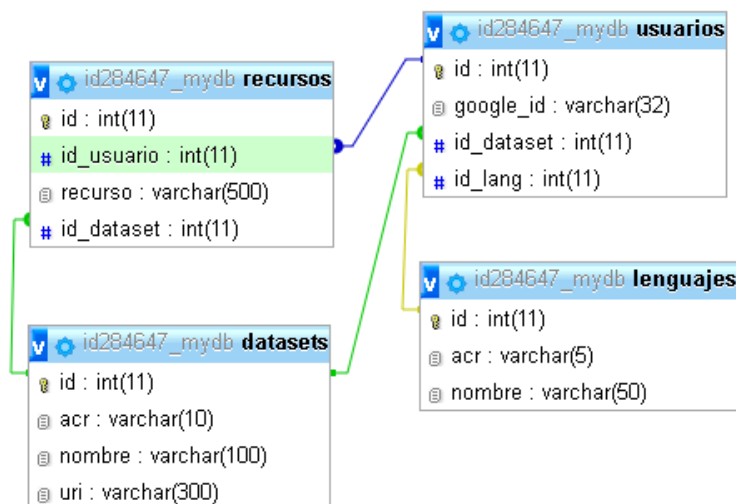 v id284647_mydb recursos
id : int(11)
# id_usuario : int(11)
recurso : varchar(500)
# id_dataset : int(11)
v id284647_mydb usuarios
id : int(11)
google_id : varchar(32)
# id_dataset : int(11)
# id_lang : int(11)
v id284647_mydb datasets
id : int(11)
acr : varchar(10)
nombre : varchar(100)
uri : varchar(300)
v id284647_mydb lenguajes
id : int(11)
acr : varchar(5)
nombre : varchar(50)